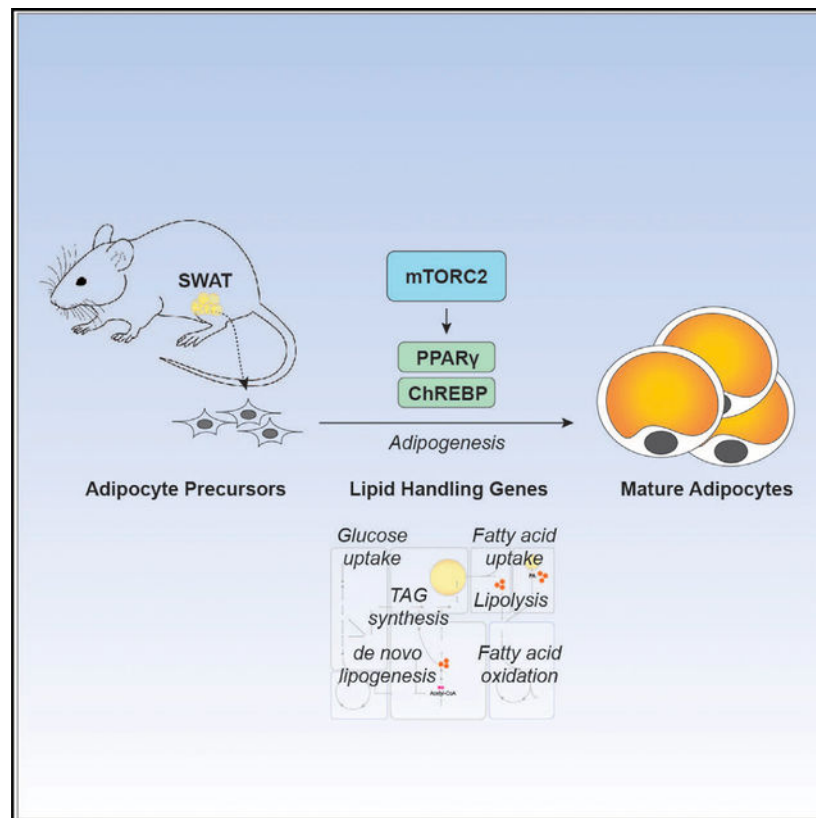 SWAT
mTORC2
PPARγ
ChREBP
Adipogenesis
Adipocyte Precursors
Lipid Handling Genes
Mature Adipocytes
Glucose
uptake
Fatty acid
uptake
TAG
synthesis
Lipolysis
de novo
lipogenesis
Acetyl-CoA
Fatty acid
oxidation